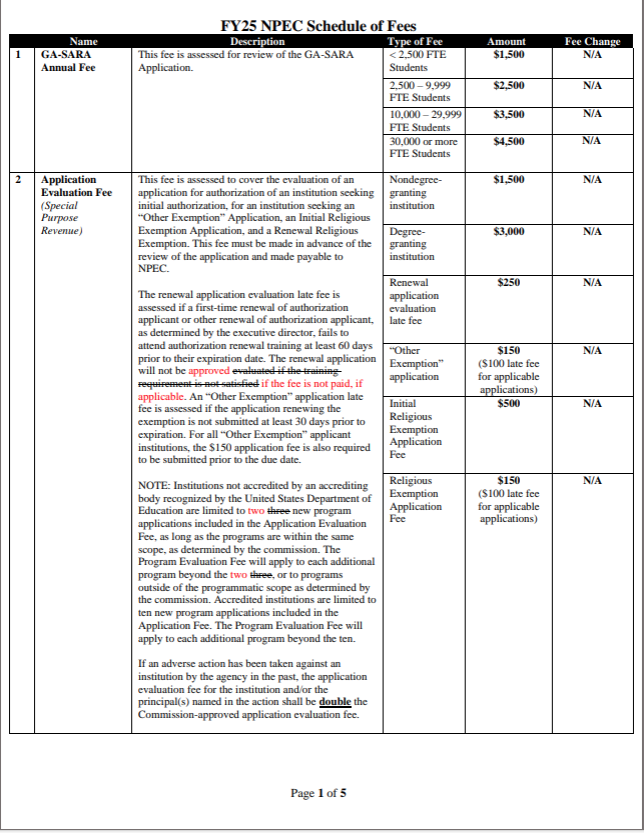 FY25 NPEC Schedule of Fees
Name Description Type of Fee Amount Fee Change
1 GA-SARA
Annual Fee
This fee is assessed for review of the GA-SARA
Application.
< 2,500 FTE
Students
$1,500
N/A
2,500 – 9,999
FTE Students
$2,500
N/A
10,000 – 29,999
FTE Students
$3,500
N/A
30,000 or more
FTE Students
$4,500
N/A
2 Application
Evaluation Fee
(Special
Purpose
Revenue)
This fee is assessed to cover the evaluation of an
application for authorization of an institution seeking
initial authorization, for an institution seeking an
“Other Exemption” Application, an Initial Religious
Exemption Application, and a Renewal Religious
Exemption. This fee must be made in advance of the
review of the application and made payable to
NPEC.
The renewal application evaluation late fee is
assessed if a first-time renewal of authorization
applicant or other renewal of authorization applicant,
as determined by the executive director, fails to
attend authorization renewal training at least 60 days
prior to their expiration date. The renewal application
will not be approved evaluated if the training
requirement is not satisfied if the fee is not paid, if
applicable. An “Other Exemption” application late
fee is assessed if the application renewing the
exemption is not submitted at least 30 days prior to
expiration. For all “Other Exemption” applicant
institutions, the $150 application fee is also required
to be submitted prior to the due date.
NOTE: Institutions not accredited by an accrediting
body recognized by the United States Department of
Education are limited to two three new program
applications included in the Application Evaluation
Fee, as long as the programs are within the same
scope, as determined by the commission. The
Program Evaluation Fee will apply to each additional
program beyond the two three, or to programs
outside of the programmatic scope as determined by
the commission. Accredited institutions are limited to
ten new program applications included in the
Application Fee. The Program Evaluation Fee will
apply to each additional program beyond the ten.
If an adverse action has been taken against an
institution by the agency in the past, the application
evaluation fee for the institution and/or the
principal(s) named in the action shall be double the
Commission-approved application evaluation fee.
Nondegree-
granting
institution
$1,500
N/A
Degree-
granting
institution
$3,000
N/A
Renewal
application
evaluation
late fee
$250
N/A
“Other
Exemption”
application
$150
($100 late fee
for applicable
applications)
N/A
Initial
Religious
Exemption
Application
Fee
$500
N/A
Religious
Exemption
Application
Fee
$150
($100 late fee
for applicable
applications)
N/A
Page 1 of 5